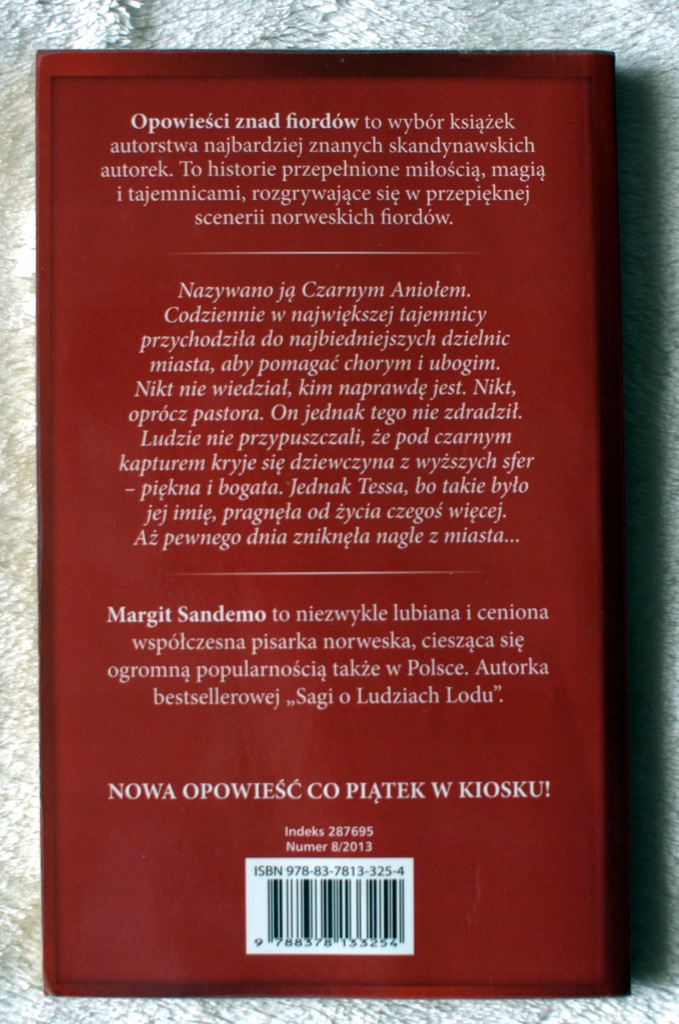 Opowieści znad fiordów to wybór książek
autorstwa najbardziej znanych skandynawskich
autorek. To historie przepełnione miłością, magią
i tajemnicami, rozgrywające się w przepięknej
scenerii norweskich fiordów.
Nazywano ją Czarnym Aniołem.
Codziennie w największej tajemnicy
przychodziła do najbiedniejszych dzielnic
miasta, aby pomagać chorym i ubogim.
Nikt nie wiedział, kim naprawdę jest. Nikt,
oprócz pastora. On jednak tego nie zdradził.
Ludzie nie przypuszczali, że pod czarnym
kapturem kryje się dziewczyna z wyższych sfer
– piękna i bogata. Jednak Tessa, bo takie było
jej imię, pragnęła od życia czegoś więcej.
Aż pewnego dnia zniknęła nagle z miasta...
Margit Sandemo to niezwykle lubiana i ceniona
współczesna pisarka norweska, ciesząca się
ogromną popularnością także w Polsce. Autorka
bestsellerowej „Sagi o Ludziach Lodu”.
NOWA OPOWIEŚĆ CO PIĄTEK W KIOSKU!
Indeks 287695
Numer 8/2013
ISBN 978-83-7813-325-4
9 788378 133254